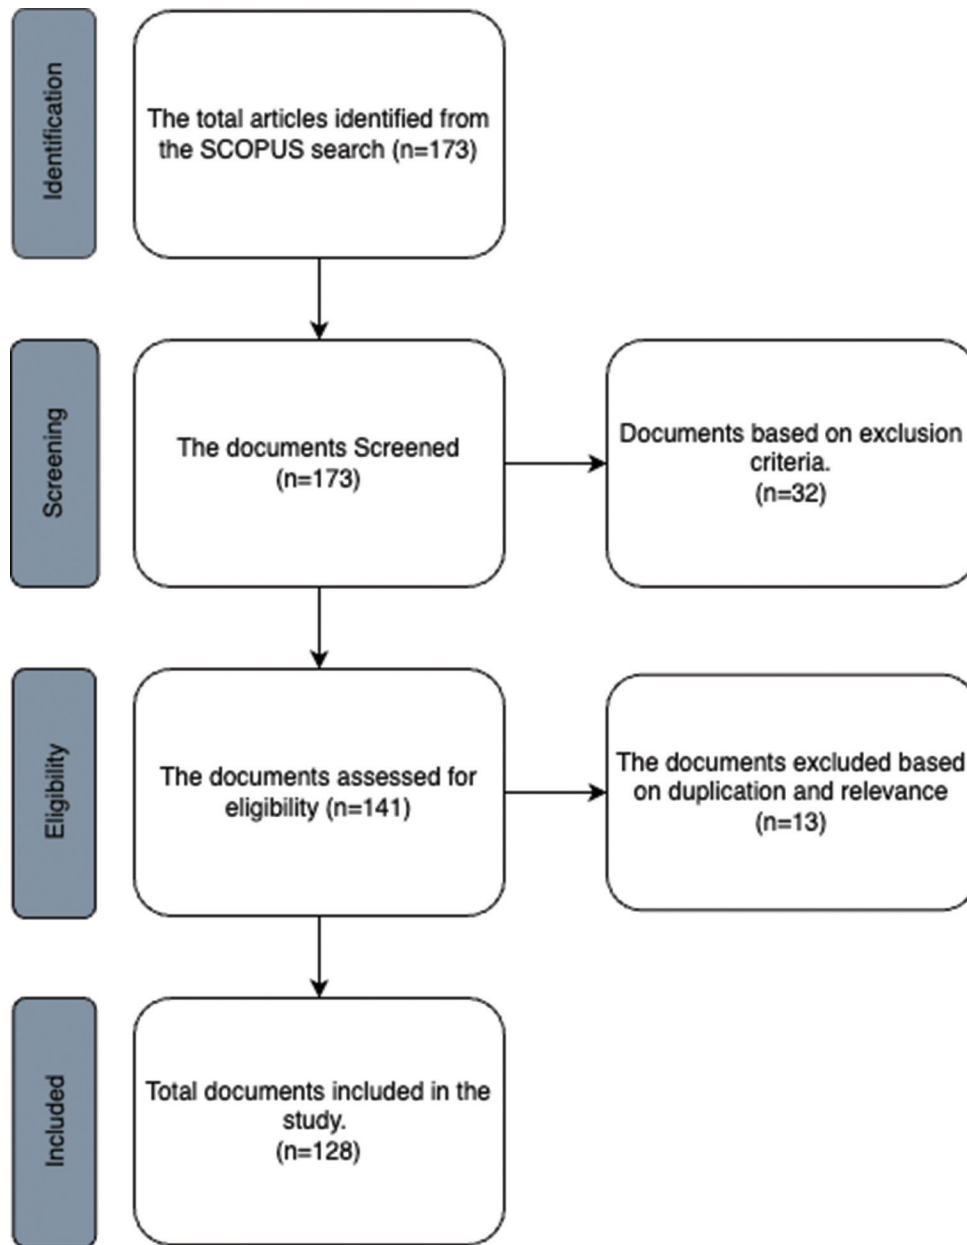 Identification
The total articles identified from
the SCOPUS search (n=173)
Screening
The documents Screened
(n=173)
Documents based on exclusion
criteria.
(n=32)
Eligibility
The documents assessed for
eligibility (n=141)
The documents excluded based
on duplication and relevance
(n=13)
Included
Total documents included in the
study.
(n=128)